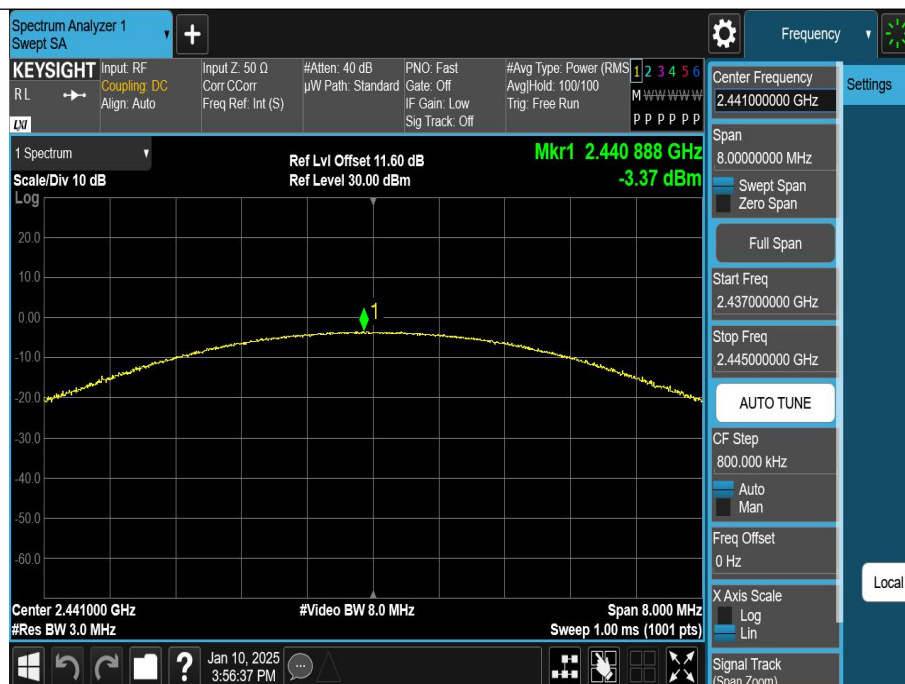 Spectrum Analyzer 1
Swept SA
Frequency
KEYSIGHT
RL
LXI
Input: RF
Coupling: DC
Align: Auto
Input Z: 50 Ω
Corr CCorr
Freq Ref: Int (S)
#Atten: 40 dB
µW Path: Standard
PNO: Fast
Gate: Off
IF Gain: Low
Sig Track: Off
#Avg Type: Power (RMS
Avg|Hold: 100/100
Trig: Free Run
1 2 3 4 5 6
M W W W W W
P P P P P P
1 Spectrum
Scale/Div 10 dB
Log
Ref Lvl Offset 11.60 dB
Ref Level 30.00 dBm
Mkr1 2.440 888 GHz
-3.37 dBm
20.0
10.0
0.00
-10.0
-20.0
-30.0
-40.0
-50.0
-60.0
1
Center 2.441000 GHz
#Res BW 3.0 MHz
#Video BW 8.0 MHz
Span 8.000 MHz
Sweep 1.00 ms (1001 pts)
?
Jan 10, 2025
3:56:37 PM
Center Frequency
2.441000000 GHz
Settings
Span
8.00000000 MHz
Swept Span
Zero Span
Full Span
Start Freq
2.437000000 GHz
Stop Freq
2.445000000 GHz
AUTO TUNE
CF Step
800.000 kHz
Auto
Man
Freq Offset
0 Hz
X Axis Scale
Log
Lin
Local
Signal Track
(Span Zoom)